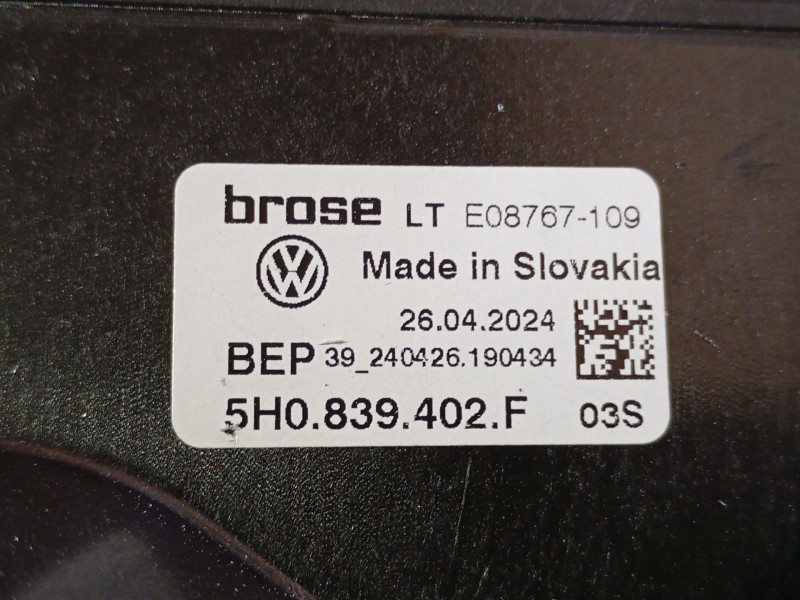 brose LT E08767-109
Made in Slovakia
26.04.2024
BEP 39_240426.190434
5H0.839.402.F 03S